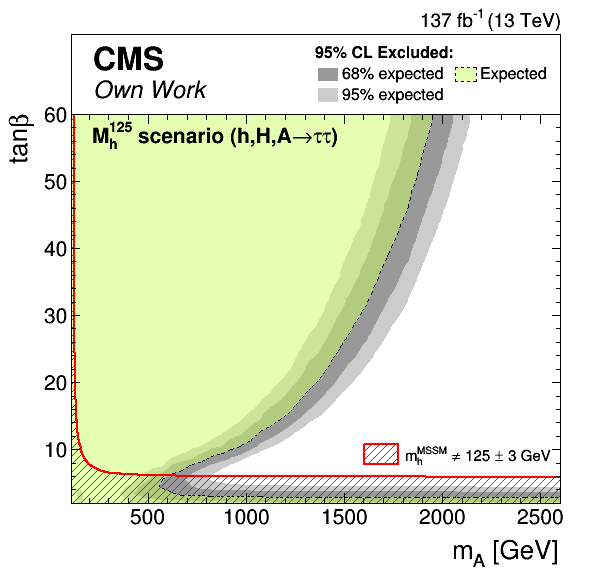 137 fb⁻¹ (13 TeV)
CMS
Own Work
95% CL Excluded:
68% expected
Expected
95% expected
M_h^125 scenario (h,H,A→ττ)
tanβ
60
50
40
30
20
10
m_h^MSSM ≠ 125 ± 3 GeV
500 1000 1500 2000 2500
m_A [GeV]